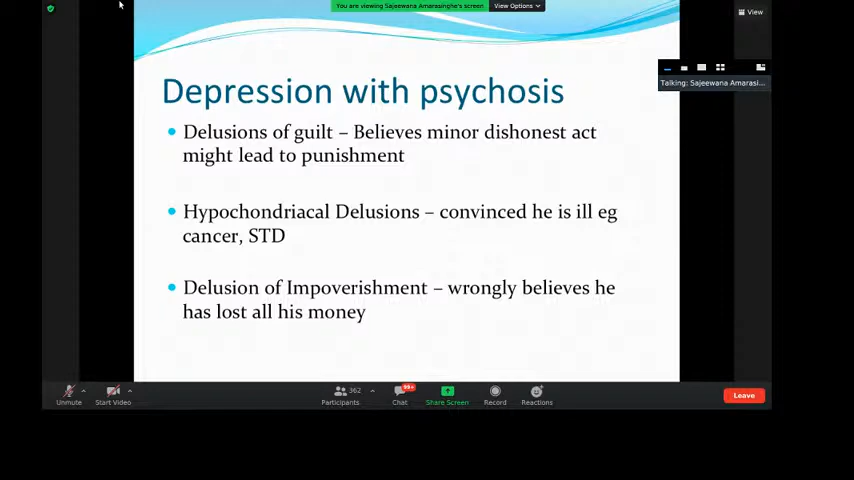 You are viewing Sajeewana Amarasinghe's screen
View Options
View
Talking: Sajeewana Amarasi...
Depression with psychosis
Delusions of guilt – Believes minor dishonest act
might lead to punishment
Hypochondriacal Delusions – convinced he is ill eg
cancer, STD
Delusion of Impoverishment – wrongly believes he
has lost all his money
362
99+
Unmute
Start Video
Participants
Chat
Share Screen
Record
Reactions
Leave